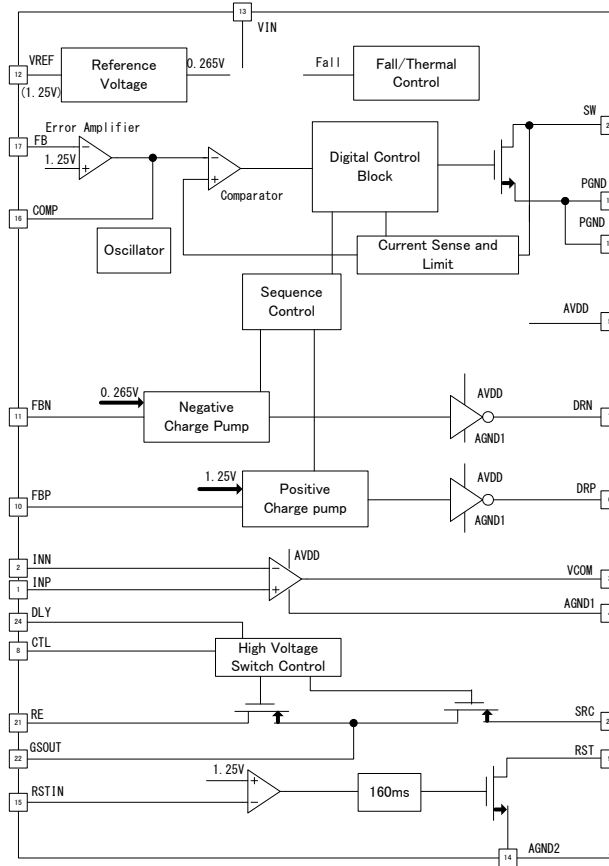 13
VIN
12
VREF
(1.25V)
Reference
Voltage
0.265V
Fall
Fall/Thermal
Control
Error Amplifier
17
FB
1.25V
16
COMP
Comparator
Digital Control
Block
SW
PGND
PGND
Oscillator
Current Sense and
Limit
Sequence
Control
AVDD
11
FBN
0.265V
Negative
Charge Pump
AVDD
AGND1
DRN
10
FBP
1.25V
Positive
Charge pump
AVDD
AGND1
DRP
2
INN
1
INP
AVDD
VCOM
AGND1
24
DLY
8
CTL
High Voltage
Switch Control
21
RE
SRC
22
GSOUT
RST
15
RSTIN
1.25V
160ms
14
AGND2